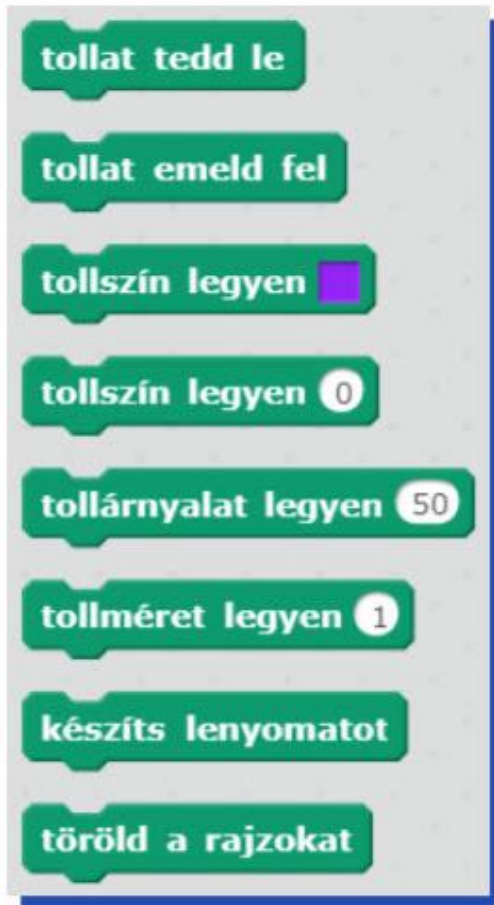 tollat tedd le
tollat emeld fel
tollszín legyen
tollszín legyen 0
tollárnyalat legyen 50
tollméret legyen 1
készíts lenyomatot
töröld a rajzokat